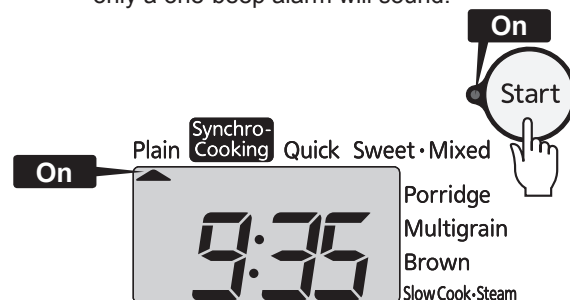 only a one-beep alarm will sound.
On
Start
Plain Synchro-Cooking Quick Sweet·Mixed
On
Porridge
9:35
Multigrain
Brown
Slow Cook·Steam